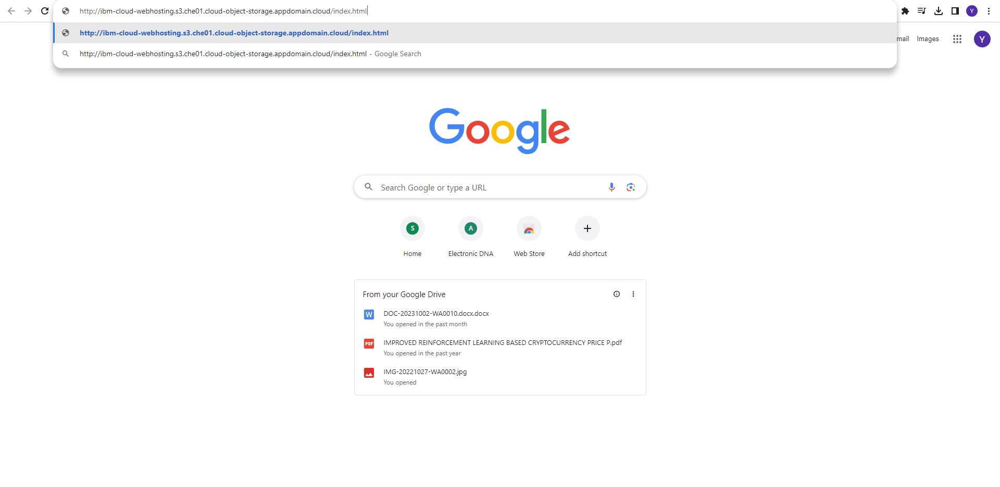 http://ibm-cloud-webhosting.s3.che01.cloud-object-storage.appdomain.cloud/index.html
Y
http://ibm-cloud-webhosting.s3.che01.cloud-object-storage.appdomain.cloud/index.html
mail Images Y
http://ibm-cloud-webhosting.s3.che01.cloud-object-storage.appdomain.cloud/index.html - Google Search
Google
Search Google or type a URL
S A
Home Electronic DNA Web Store Add shortcut
From your Google Drive
W DOC-20231002-WA0010.docx.docx
You opened in the past month
PDF IMPROVED REINFORCEMENT LEARNING BASED CRYPTOCURRENCY PRICE P.pdf
You opened in the past year
IMG-20221027-WA0002.jpg
You opened